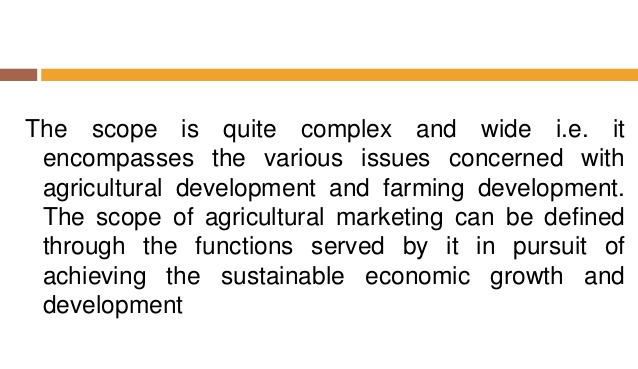 The scope is quite complex and wide i.e. it
encompasses the various issues concerned with
agricultural development and farming development.
The scope of agricultural marketing can be defined
through the functions served by it in pursuit of
achieving the sustainable economic growth and
development